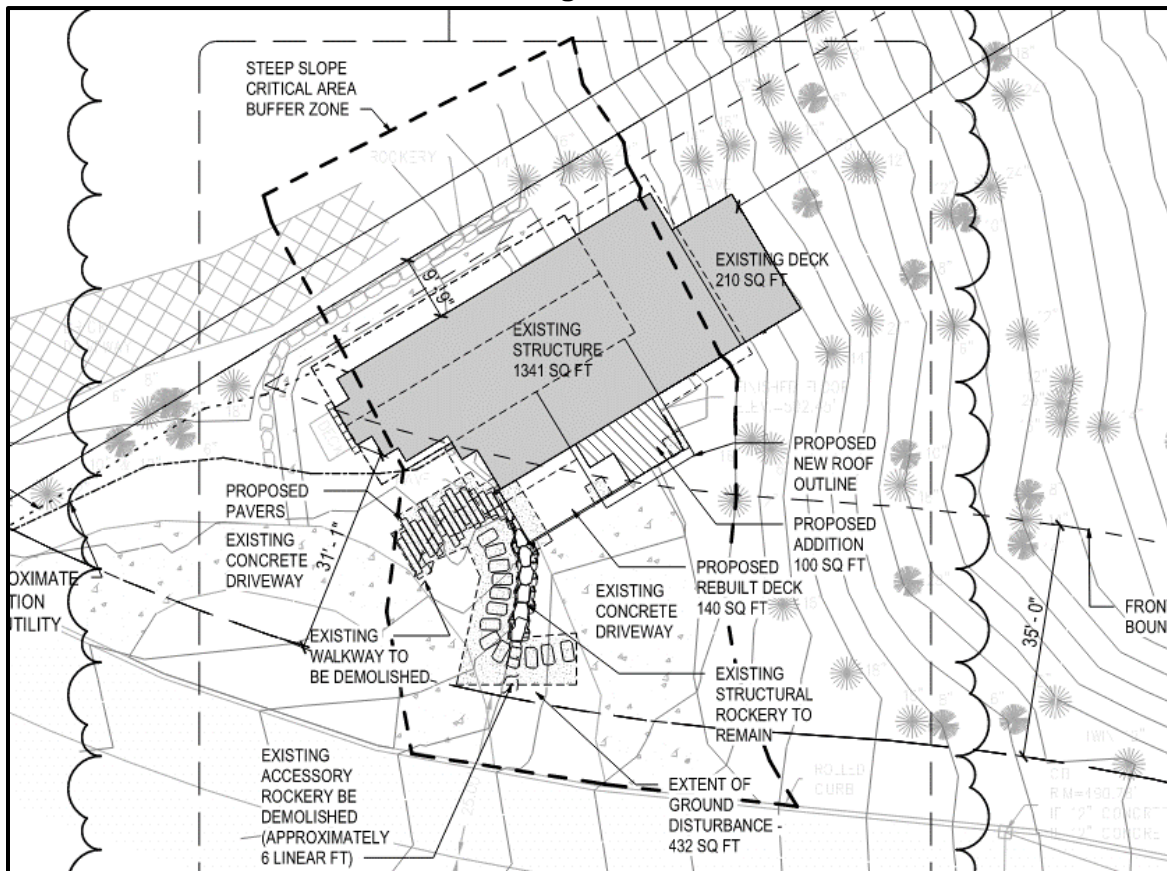 STEEP SLOPE
CRITICAL AREA
BUFFER ZONE
ROCKERY
EXISTING DECK
210 SQ FT
9' 9"
EXISTING
STRUCTURE
1341 SQ FT
PROPOSED
NEW ROOF
OUTLINE
PROPOSED
PAVERS
EXISTING
CONCRETE
DRIVEWAY
31' - 1"
PROPOSED
ADDITION
100 SQ FT
PROPOSED
REBUILT DECK
140 SQ FT
EXISTING
CONCRETE
DRIVEWAY
OXIMATE
TION
TILITY
35' - 0"
FRON
BOUN
EXISTING
WALKWAY TO
BE DEMOLISHED
EXISTING
STRUCTURAL
ROCKERY TO
REMAIN
EXISTING
ACCESSORY
ROCKERY BE
DEMOLISHED
(APPROXIMATELY
6 LINEAR FT)
EXTENT OF
GROUND
DISTURBANCE -
432 SQ FT
ROLLED
CURB